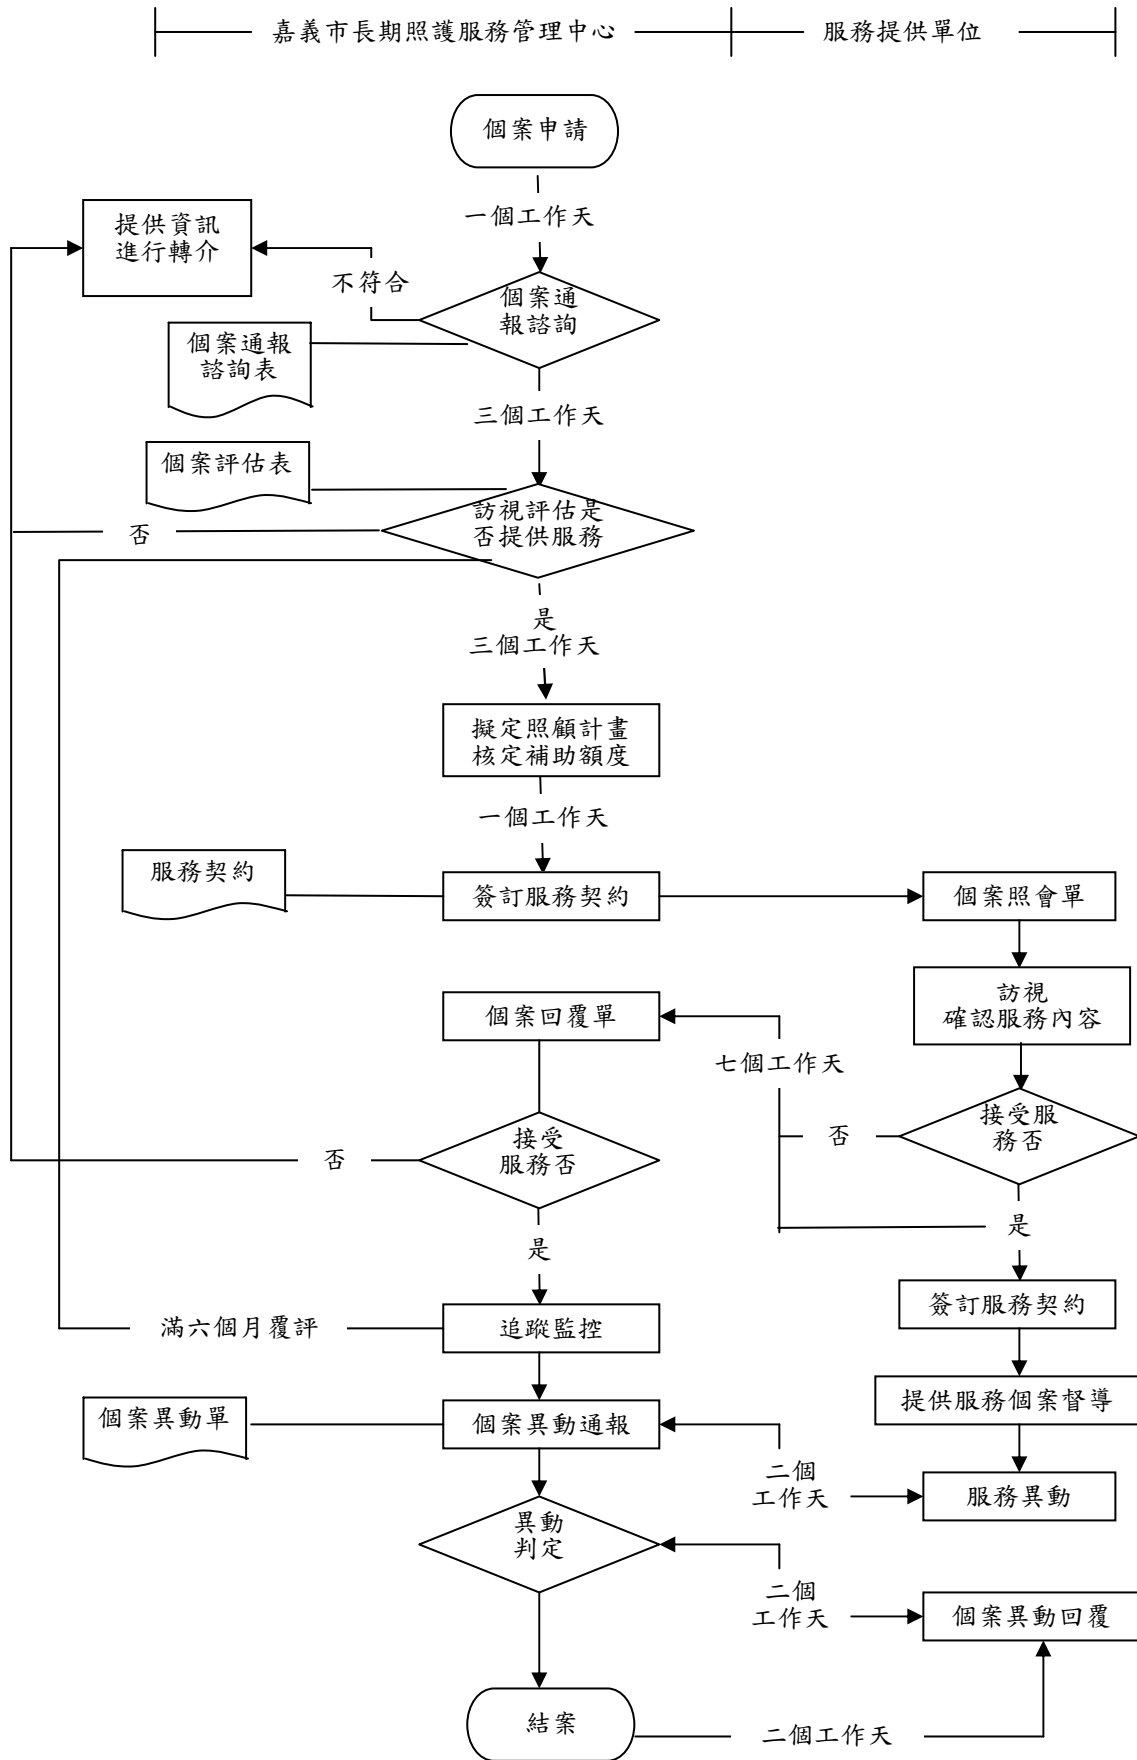 嘉義市長期照護服務管理中心
服務提供單位
個案申請
一個工作天
提供資訊
進行轉介
不符合
個案通
報諮詢
個案通報
諮詢表
三個工作天
個案評估表
訪視評估是
否提供服務
否
是
三個工作天
擬定照顧計畫
核定補助額度
一個工作天
服務契約
簽訂服務契約
個案照會單
訪視
確認服務內容
個案回覆單
七個工作天
接受服
務否
否
接受
服務否
否
是
是
簽訂服務契約
滿六個月覆評
追蹤監控
提供服務個案督導
個案異動單
個案異動通報
二個
工作天
服務異動
異動
判定
二個
工作天
個案異動回覆
結案
二個工作天